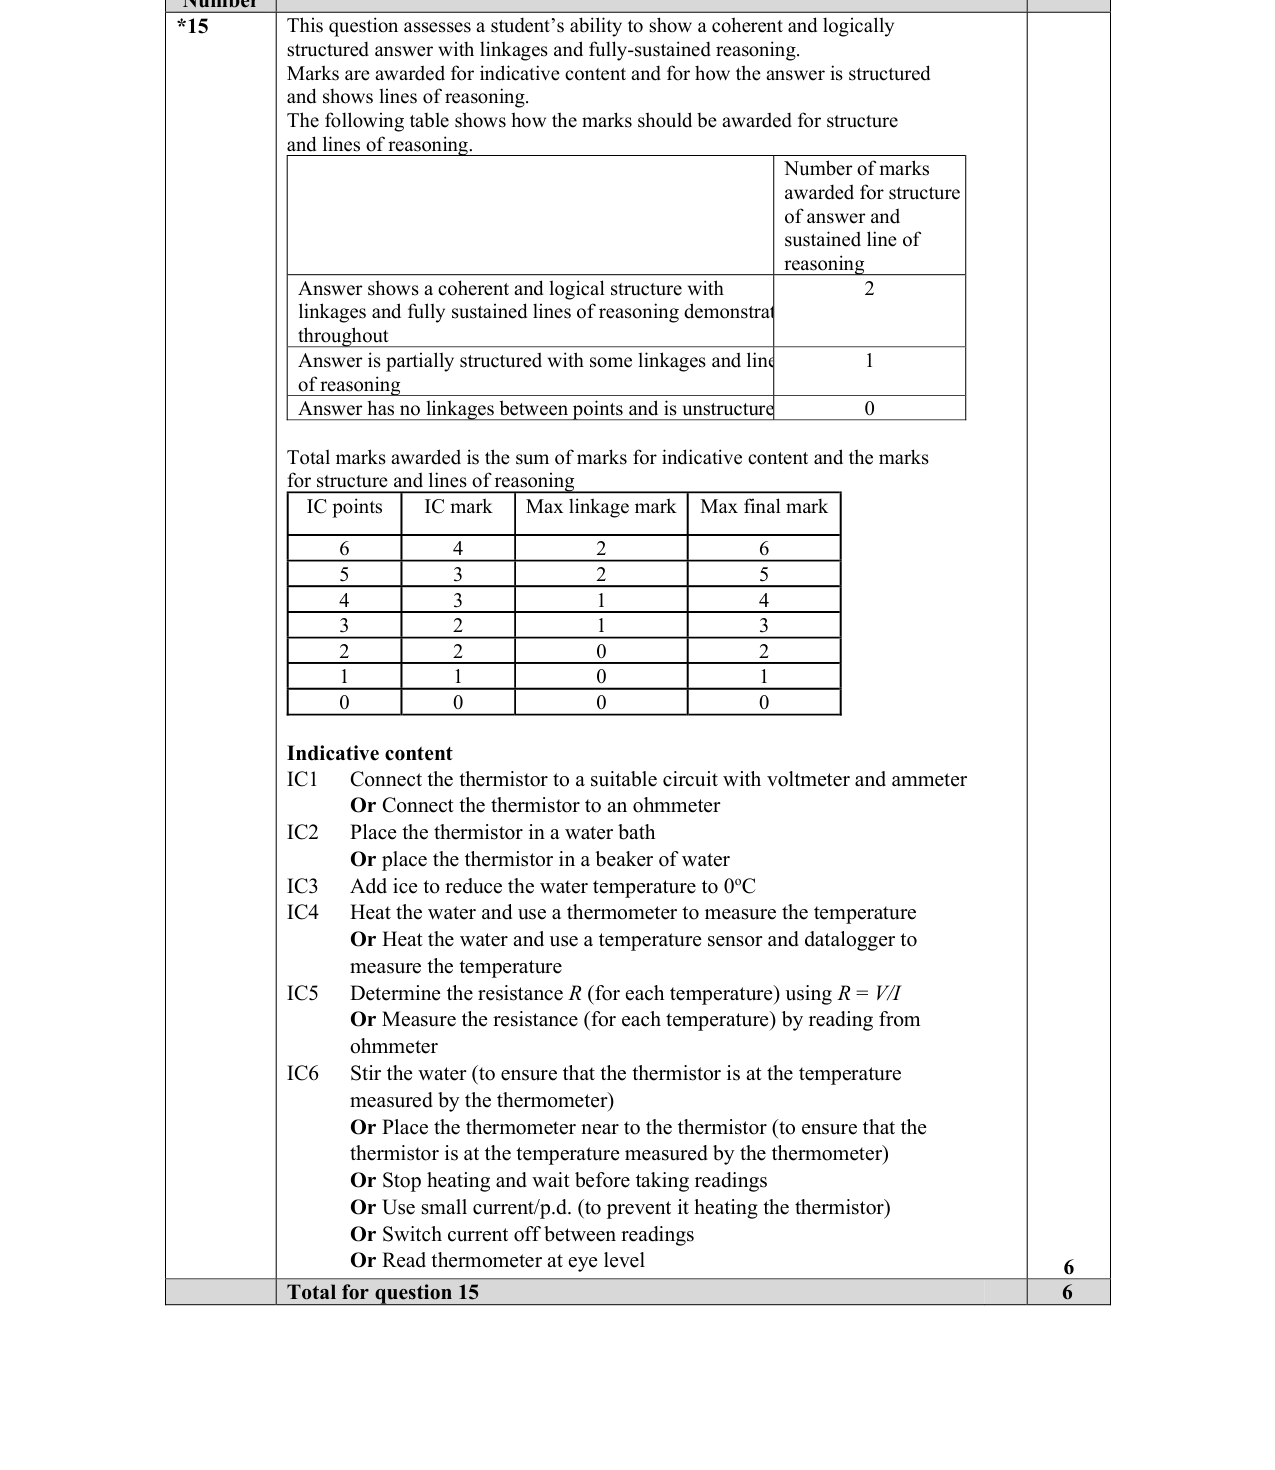 Number
*15
This question assesses a student’s ability to show a coherent and logically
structured answer with linkages and fully-sustained reasoning.
Marks are awarded for indicative content and for how the answer is structured
and shows lines of reasoning.
The following table shows how the marks should be awarded for structure
and lines of reasoning.
Number of marks
awarded for structure
of answer and
sustained line of
reasoning
Answer shows a coherent and logical structure with 2
linkages and fully sustained lines of reasoning demonstrat
throughout
Answer is partially structured with some linkages and line 1
of reasoning
Answer has no linkages between points and is unstructure 0
Total marks awarded is the sum of marks for indicative content and the marks
for structure and lines of reasoning
IC points IC mark Max linkage mark Max final mark
6 4 2 6
5 3 2 5
4 3 1 4
3 2 1 3
2 2 0 2
1 1 0 1
0 0 0 0
Indicative content
IC1 Connect the thermistor to a suitable circuit with voltmeter and ammeter
Or Connect the thermistor to an ohmmeter
IC2 Place the thermistor in a water bath
Or place the thermistor in a beaker of water
IC3 Add ice to reduce the water temperature to 0°C
IC4 Heat the water and use a thermometer to measure the temperature
Or Heat the water and use a temperature sensor and datalogger to
measure the temperature
IC5 Determine the resistance R (for each temperature) using R = V/I
Or Measure the resistance (for each temperature) by reading from
ohmmeter
IC6 Stir the water (to ensure that the thermistor is at the temperature
measured by the thermometer)
Or Place the thermometer near to the thermistor (to ensure that the
thermistor is at the temperature measured by the thermometer)
Or Stop heating and wait before taking readings
Or Use small current/p.d. (to prevent it heating the thermistor)
Or Switch current off between readings
Or Read thermometer at eye level
6
Total for question 15 6